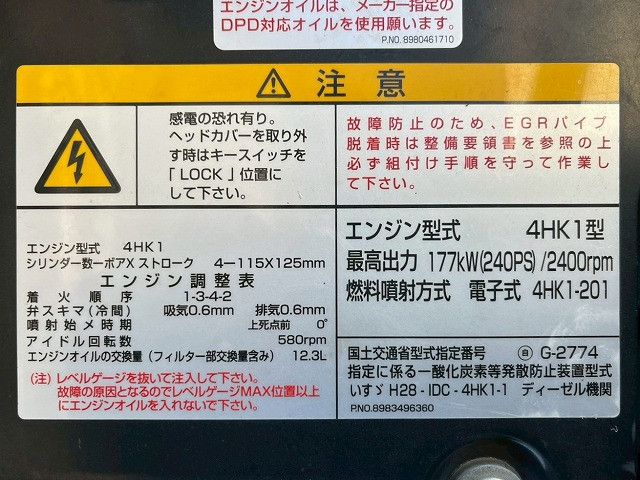 エンジンオイルは、メーカー指定の
DPD対応オイルを使用願います。
P.NO. 8980461710
注意
感電の恐れ有り。
ヘッドカバーを取り外
す時はキースイッチを
「LOCK」位置に
して下さい。
故障防止のため、EGRパイプ
脱着時は整備要領書を参照の上
必ず組付け手順を守って作業し
て下さい。
エンジン型式 4HK1
シリンダー数ーボアXストローク 4ー115X125mm
エンジン調整表
着火順序 1-3-4-2
弁スキマ(冷間) 吸気0.6mm 排気0.6mm
噴射始メ時期 上死点前 0°
アイドル回転数 580rpm
エンジンオイルの交換量(フィルター部交換量含み) 12.3L
(注)レベルゲージを抜いて注入して下さい。
故障の原因となるのでレベルゲージMAX位置以上
にエンジンオイルを入れないで下さい。
エンジン型式 4HK1型
最高出力 177kW(240PS)/2400rpm
燃料噴射方式 電子式 4HK1-201
国土交通省型式指定番号 自 G-2774
指定に係る一酸化炭素等発散防止装置型式
いすゞ H28-IDC-4HK1-1 ディーゼル機関
P.NO.8983496360